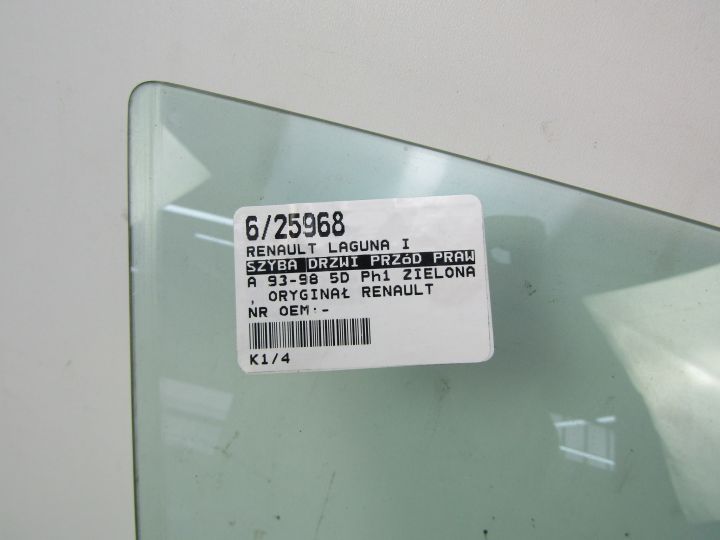 6/25968
RENAULT LAGUNA I
SZYBA DRZWI PRZóD PRAW
A 93-98 5D Ph1 ZIELONA
, ORYGINAŁ RENAULT
NR OEM:-
K1/4